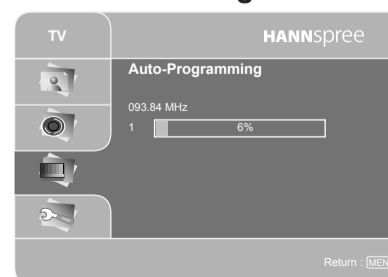 TV
HANNspree
Auto-Programming
093.84 MHz
1 6%
Return :